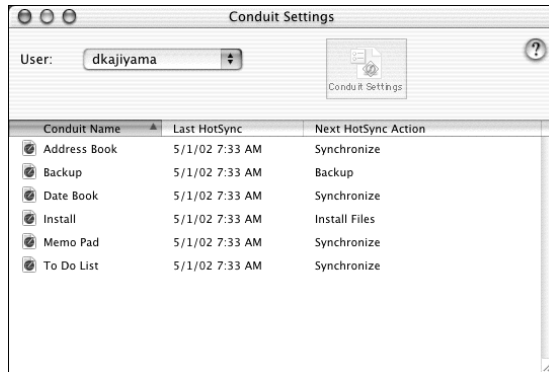 Conduit Settings
User: dkajiyama
Conduit Settings
?
Conduit Name Last HotSync Next HotSync Action
Address Book 5/1/02 7:33 AM Synchronize
Backup 5/1/02 7:33 AM Backup
Date Book 5/1/02 7:33 AM Synchronize
Install 5/1/02 7:33 AM Install Files
Memo Pad 5/1/02 7:33 AM Synchronize
To Do List 5/1/02 7:33 AM Synchronize